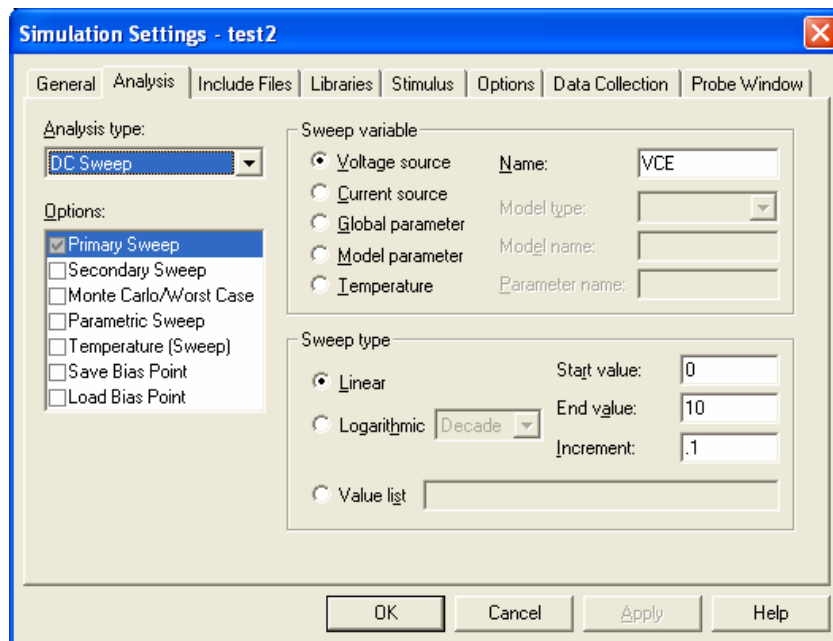 Simulation Settings - test2
General Analysis Include Files Libraries Stimulus Options Data Collection Probe Window
Analysis type:
DC Sweep
Options:
Primary Sweep
Secondary Sweep
Monte Carlo/Worst Case
Parametric Sweep
Temperature (Sweep)
Save Bias Point
Load Bias Point
Sweep variable
Voltage source
Current source
Global parameter
Model parameter
Temperature
Name: VCE
Model type:
Model name:
Parameter name:
Sweep type
Linear
Logarithmic Decade
Start value: 0
End value: 10
Increment: .1
Value list
OK Cancel Apply Help